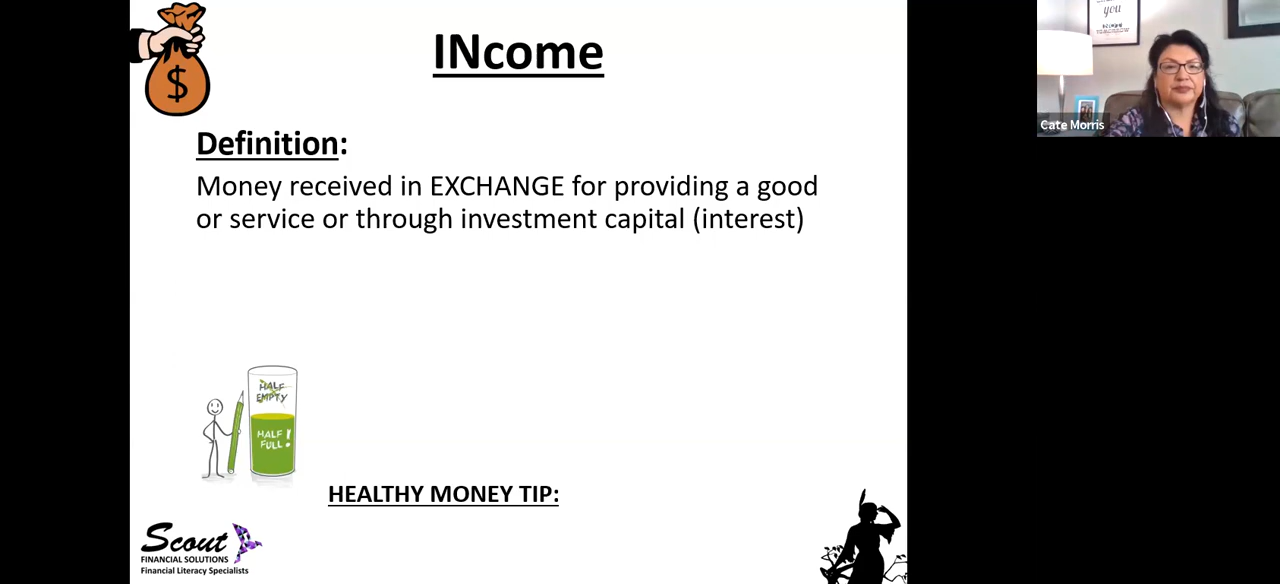 INcome
Definition:
Money received in EXCHANGE for providing a good
or service or through investment capital (interest)
$
HALF
EMPTY
HALF
FULL!
HEALTHY MONEY TIP:
Scout
FINANCIAL SOLUTIONS
Financial Literacy Specialists
you
Cate Morris